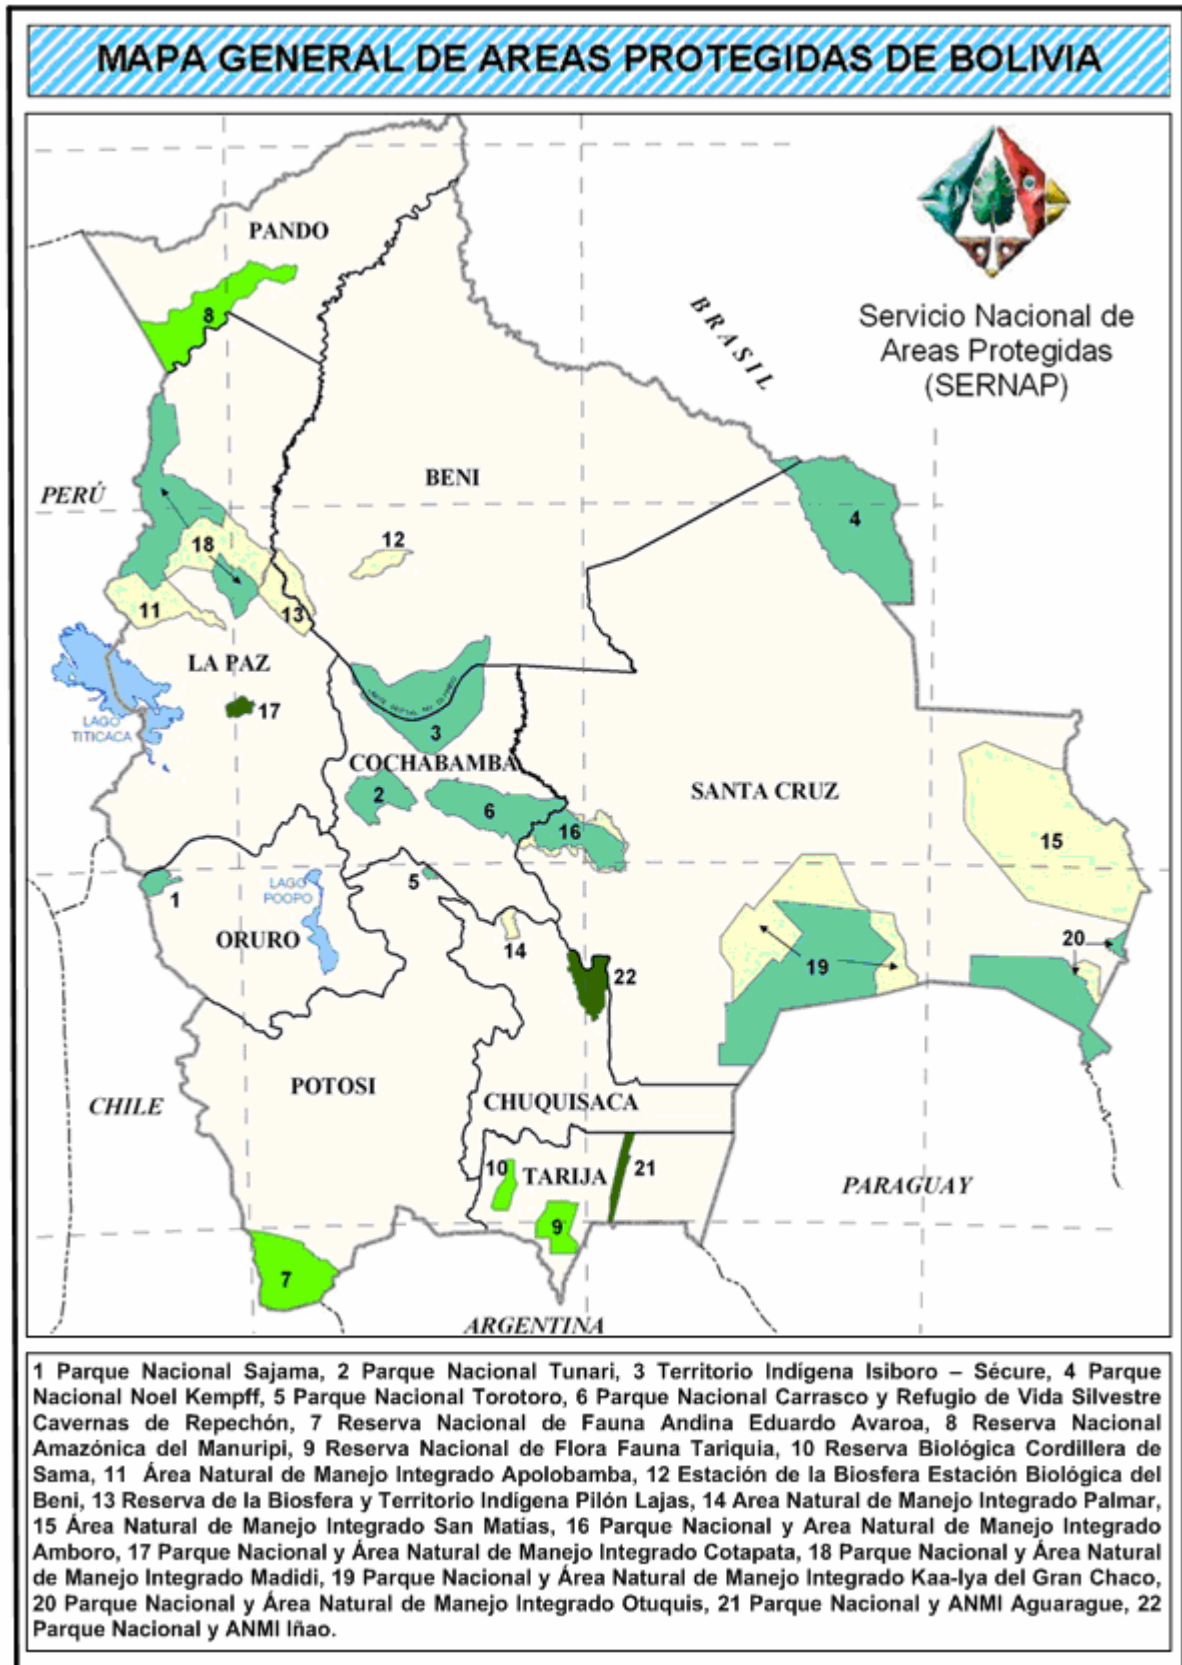 MAPA GENERAL DE AREAS PROTEGIDAS DE BOLIVIA
Servicio Nacional de
Areas Protegidas
(SERNAP)
PANDO
8
BRASIL
BENI
PERÚ
4
12
18
11
13
LA PAZ
17
LAGO
TITICACA
3
COCHABAMBA
2
6
16
SANTA CRUZ
15
5
1
LAGO
POOPO
ORURO
14
22
19
20
POTOSI
CHILE
CHUQUISACA
10
TARIJA
21
PARAGUAY
9
7
ARGENTINA
1 Parque Nacional Sajama, 2 Parque Nacional Tunari, 3 Territorio Indígena Isiboro – Sécure, 4 Parque
Nacional Noel Kempff, 5 Parque Nacional Torotoro, 6 Parque Nacional Carrasco y Refugio de Vida Silvestre
Cavernas de Repechón, 7 Reserva Nacional de Fauna Andina Eduardo Avaroa, 8 Reserva Nacional
Amazónica del Manuripi, 9 Reserva Nacional de Flora Fauna Tariquia, 10 Reserva Biológica Cordillera de
Sama, 11 Área Natural de Manejo Integrado Apolobamba, 12 Estación de la Biosfera Estación Biológica del
Beni, 13 Reserva de la Biosfera y Territorio Indígena Pilón Lajas, 14 Area Natural de Manejo Integrado Palmar,
15 Área Natural de Manejo Integrado San Matías, 16 Parque Nacional y Area Natural de Manejo Integrado
Amboro, 17 Parque Nacional y Área Natural de Manejo Integrado Cotapata, 18 Parque Nacional y Área Natural
de Manejo Integrado Madidi, 19 Parque Nacional y Área Natural de Manejo Integrado Kaa-Iya del Gran Chaco,
20 Parque Nacional y Área Natural de Manejo Integrado Otuquis, 21 Parque Nacional y ANMI Aguarague, 22
Parque Nacional y ANMI Iñao.